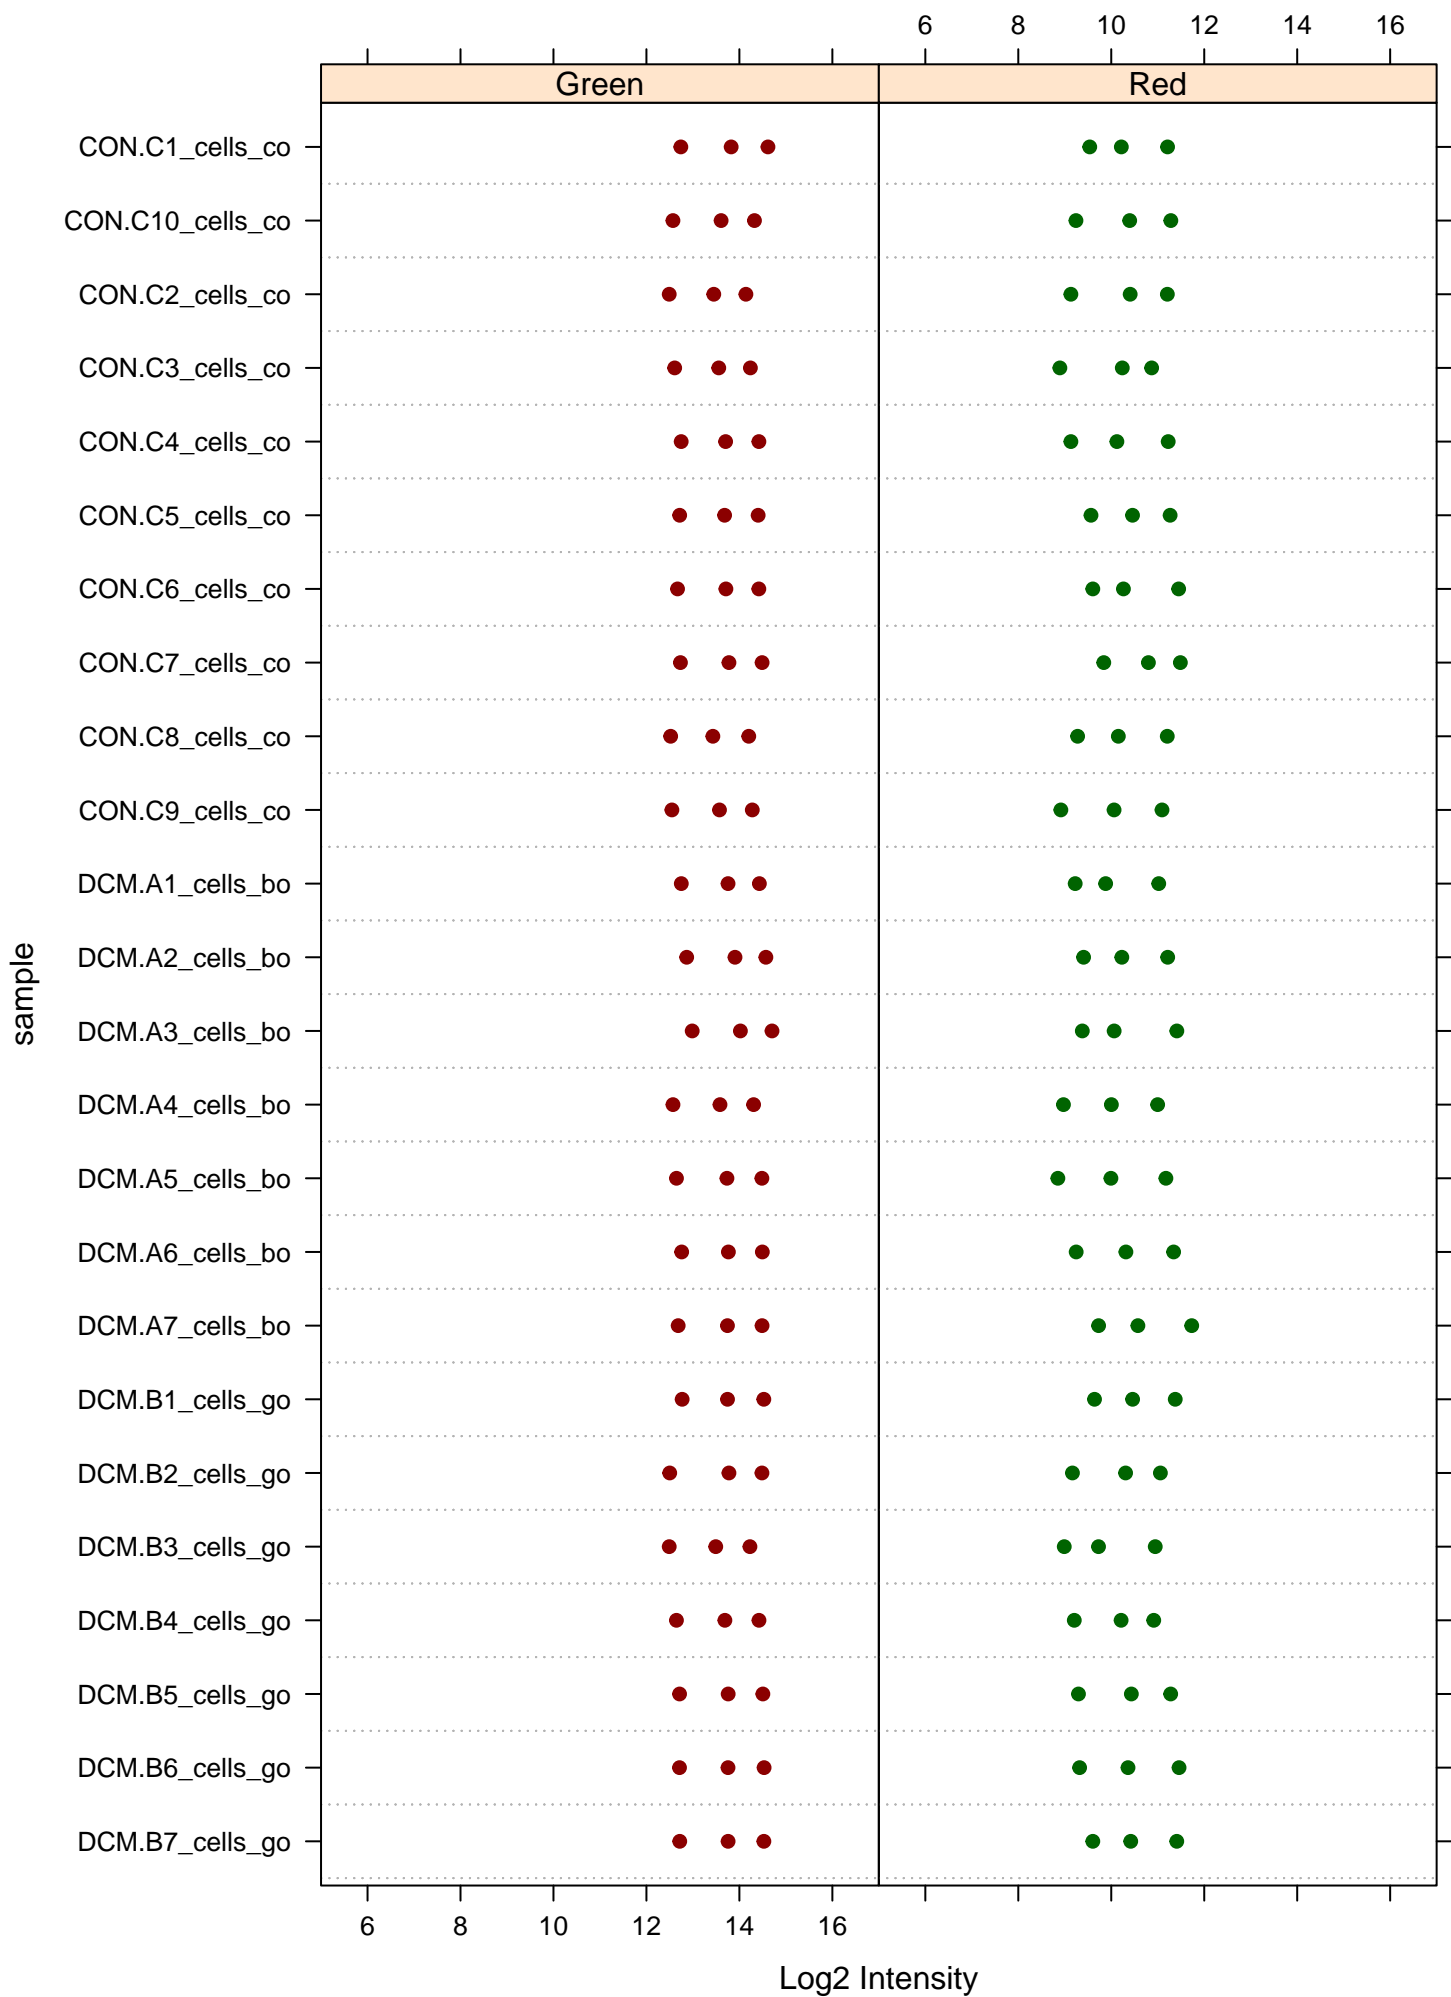 6 8 10 12 14 16
Green Red
CON.C1_cells_co
CON.C10_cells_co
CON.C2_cells_co
CON.C3_cells_co
CON.C4_cells_co
CON.C5_cells_co
CON.C6_cells_co
CON.C7_cells_co
CON.C8_cells_co
CON.C9_cells_co
DCM.A1_cells_bo
DCM.A2_cells_bo
DCM.A3_cells_bo
DCM.A4_cells_bo
DCM.A5_cells_bo
DCM.A6_cells_bo
DCM.A7_cells_bo
DCM.B1_cells_go
DCM.B2_cells_go
DCM.B3_cells_go
DCM.B4_cells_go
DCM.B5_cells_go
DCM.B6_cells_go
DCM.B7_cells_go
sample
6 8 10 12 14 16
Log2 Intensity